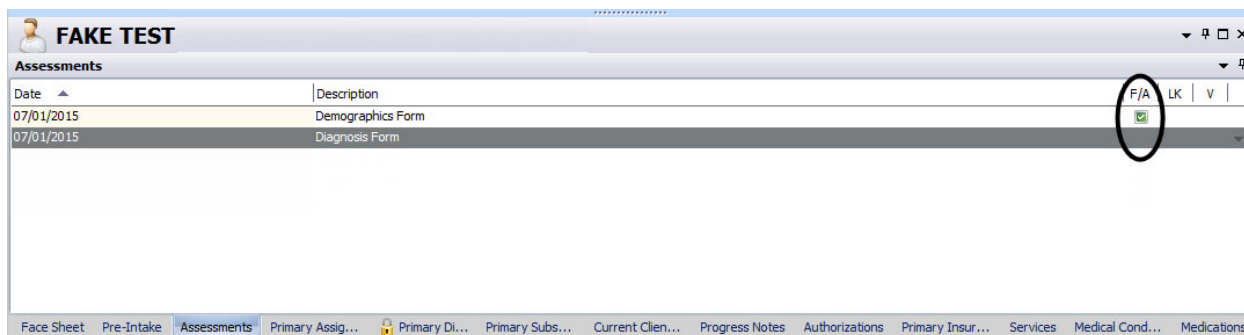 FAKE TEST
Assessments
Date Description F/A LK V
07/01/2015 Demographics Form
07/01/2015 Diagnosis Form
Face Sheet Pre-Intake Assessments Primary Assig... Primary Di... Primary Subs... Current Clien... Progress Notes Authorizations Primary Insur... Services Medical Cond... Medications